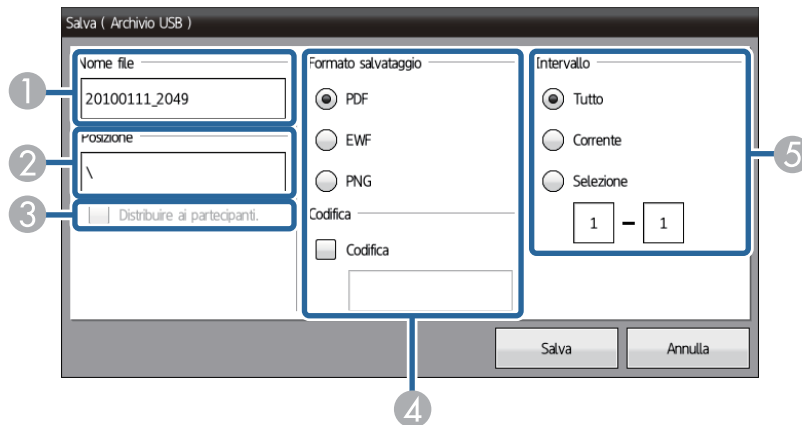 Salva ( Archivio USB )
Nome file
20100111_2049
Posizione
\
Distribuire ai partecipanti.
Formato salvataggio
PDF
EWF
PNG
Codifica
Codifica
Intervallo
Tutto
Corrente
Selezione
1 – 1
Salva
Annulla
1
2
3
4
5